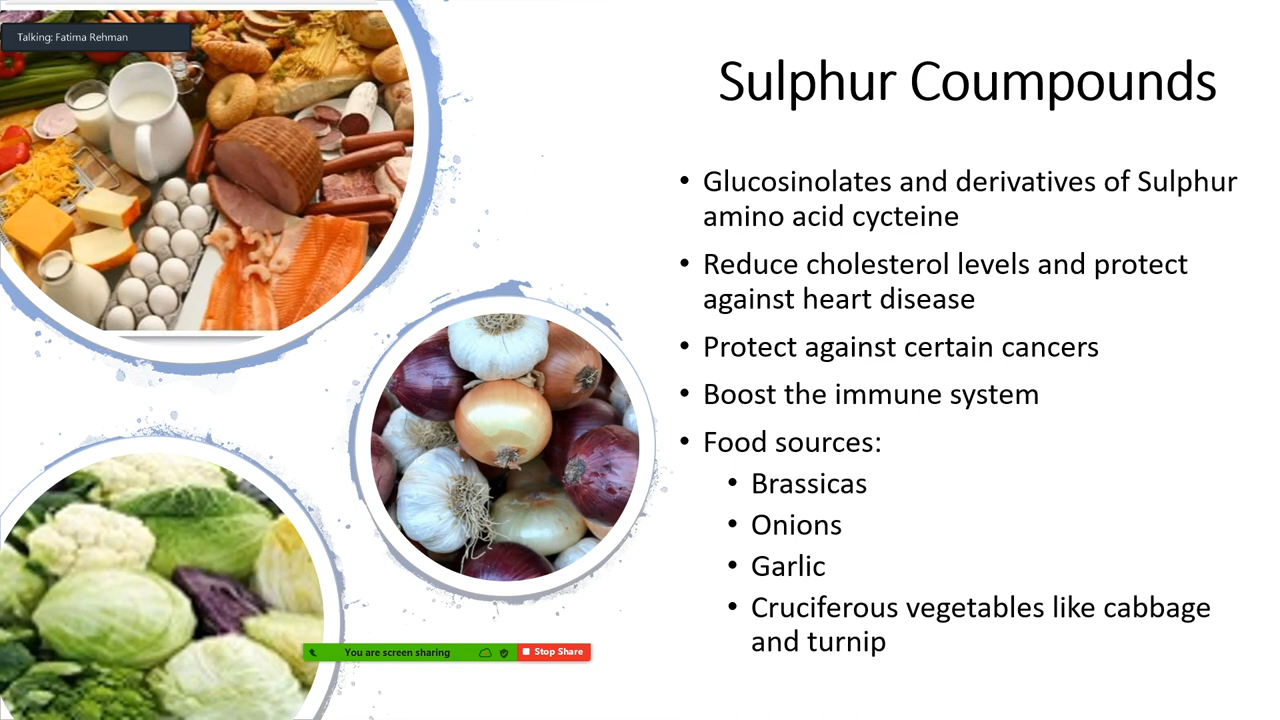 Talking: Fatima Rehman
Sulphur Coumpounds
• Glucosinolates and derivatives of Sulphur
amino acid cycteine
• Reduce cholesterol levels and protect
against heart disease
• Protect against certain cancers
• Boost the immune system
• Food sources:
• Brassicas
• Onions
• Garlic
• Cruciferous vegetables like cabbage
and turnip
You are screen sharing
Stop Share